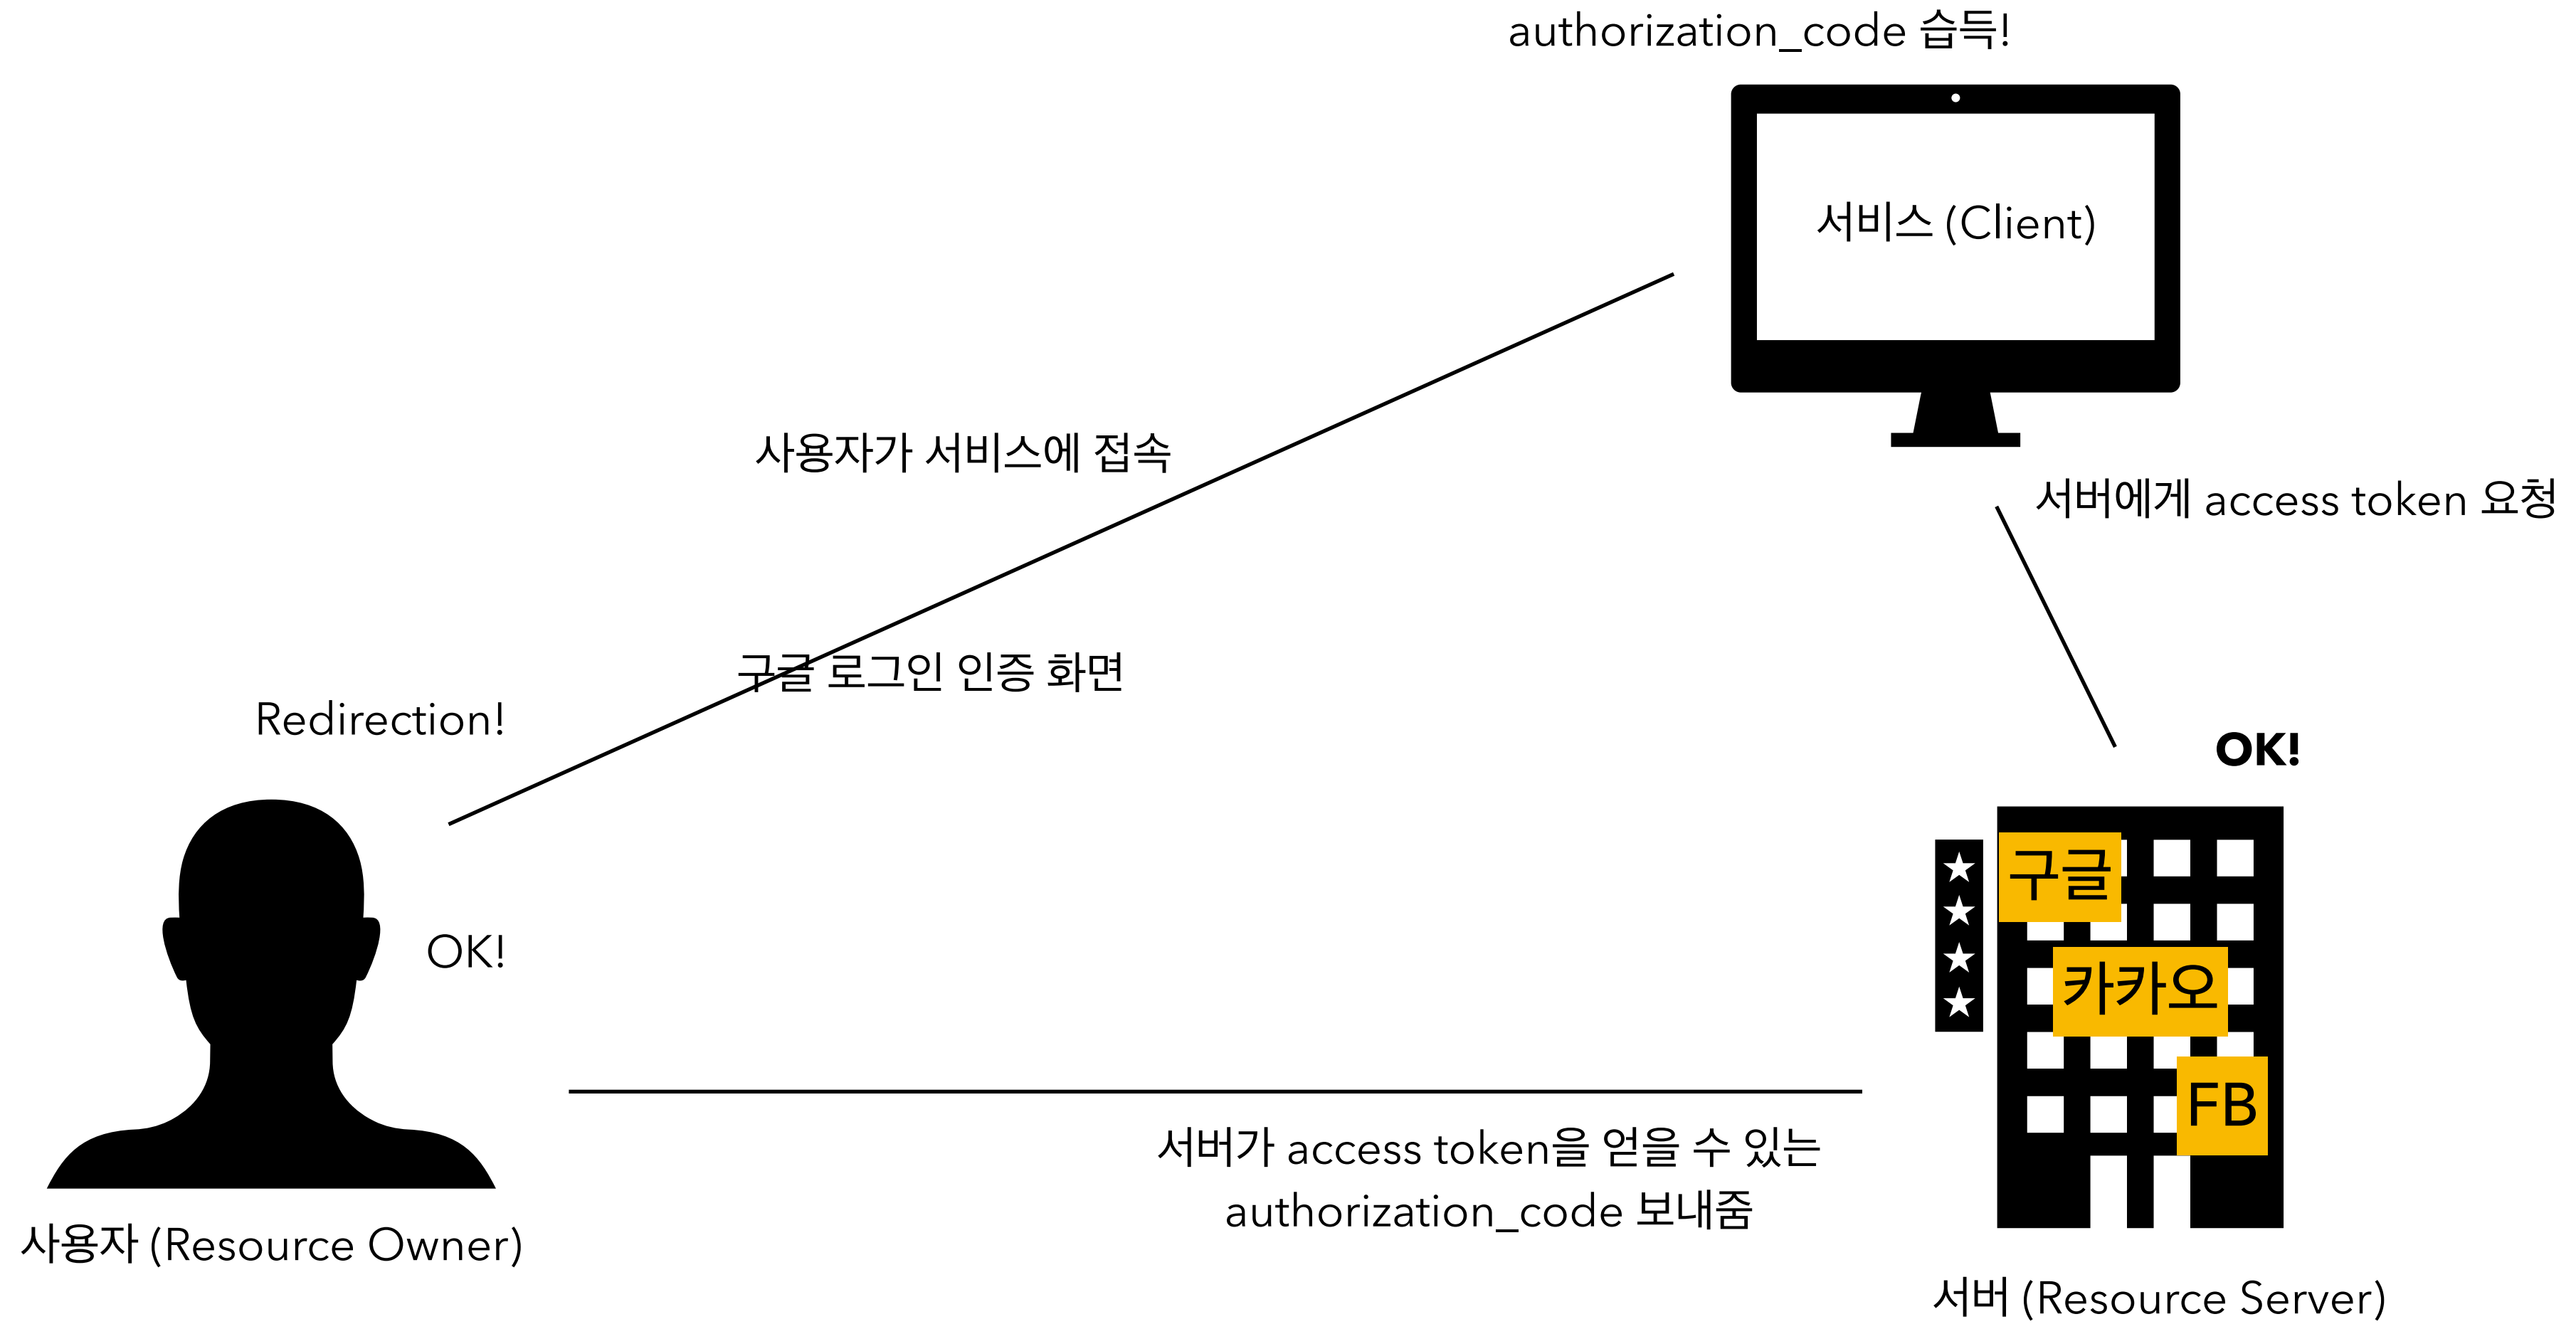 authorization_code 습득!
서비스 (Client)
사용자가 서비스에 접속
서버에게 access token 요청
구글 로그인 인증 화면
Redirection!
OK!
구글
OK!
카카오
FB
서버가 access token을 얻을 수 있는
authorization_code 보내줌
사용자 (Resource Owner)
서버 (Resource Server)